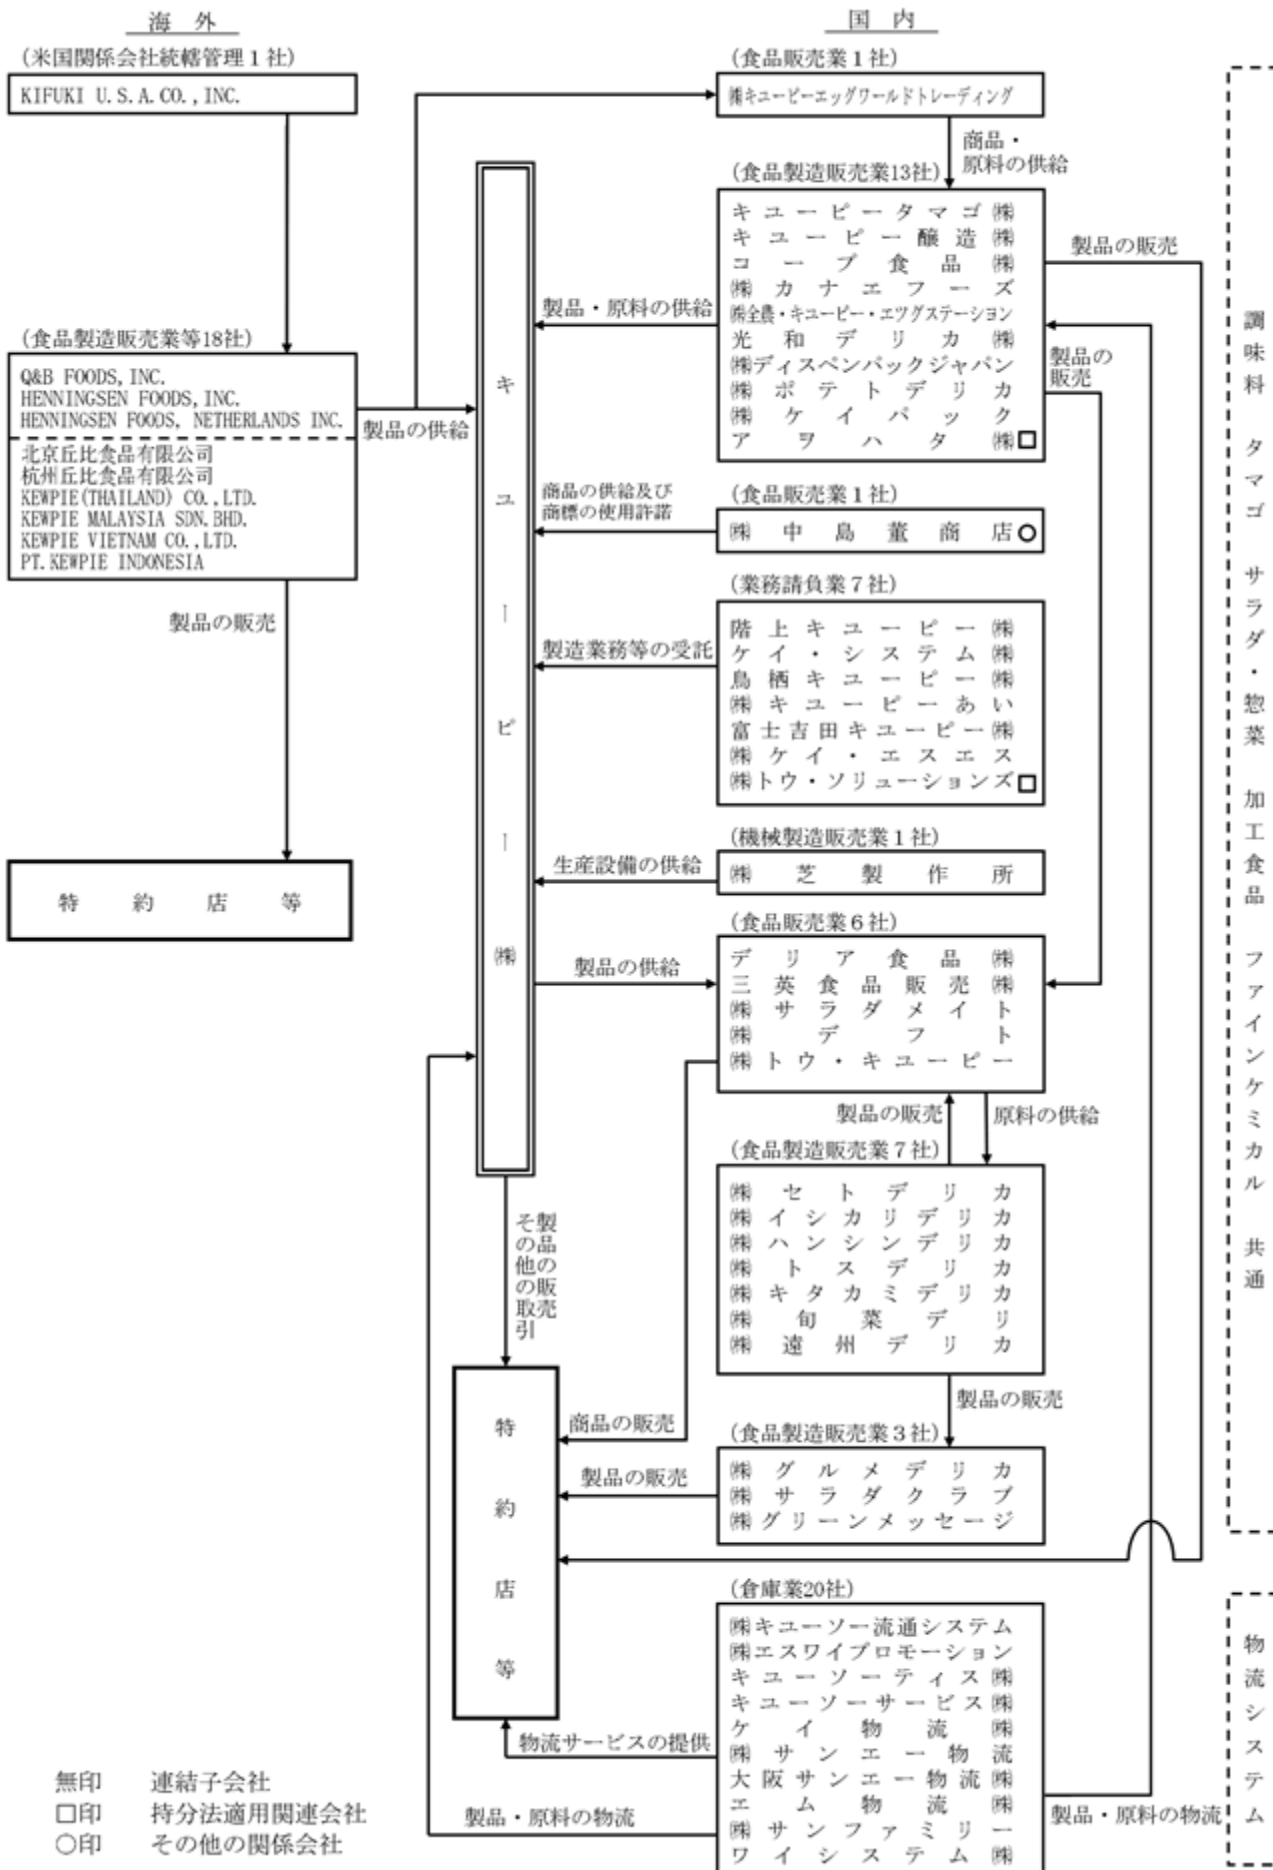 海外
(米国関係会社統轄管理1社)
KIFUKI U.S.A.CO.,INC.
(食品製造販売業等18社)
Q&B FOODS,INC.
HENNINGSEN FOODS,INC.
HENNINGSEN FOODS, NETHERLANDS INC.
北京丘比食品有限公司
杭州丘比食品有限公司
KEWPIE(THAILAND) CO.,LTD.
KEWPIE MALAYSIA SDN.BHD.
KEWPIE VIETNAM CO.,LTD.
PT.KEWPIE INDONESIA
製品の供給
製品の販売
特約店等
キユーピー㈱
国内
(食品販売業1社)
㈱キユーピーエッグワールドトレーディング
商品・
原料の供給
(食品製造販売業13社)
キユーピータマゴ㈱
キユーピー醸造㈱
コープ食品㈱
㈱カナエフーズ
㈱全農・キユーピー・エツグステーション
光和デリカ㈱
㈱ディスペンパックジャパン
㈱ポテトデリカ
㈱ケイパック
アヲハタ㈱□
製品の販売
製品の
販売
製品・原料の供給
(食品販売業1社)
㈱中島董商店○
商品の供給及び
商標の使用許諾
(業務請負業7社)
階上キユーピー㈱
ケイ・システム㈱
鳥栖キユーピー㈱
㈱キユーピーあい
富士吉田キユーピー㈱
㈱ケイ・エスエス
㈱トウ・ソリューションズ□
製造業務等の受託
(機械製造販売業1社)
㈱芝製作所
生産設備の供給
(食品販売業6社)
デリア食品㈱
三英食品販売㈱
㈱サラダメイト
㈱デフト
㈱トウ・キユーピー
製品の供給
製品の販売
原料の供給
(食品製造販売業7社)
㈱セトデリカ
㈱イシカリデリカ
㈱ハンシンデリカ
㈱トスデリカ
㈱キタカミデリカ
㈱旬菜デリ
㈱遠州デリカ
製品の販売
その他の取引
製品の販売
(食品製造販売業3社)
㈱グルメデリカ
㈱サラダクラブ
㈱グリーンメッセージ
商品の販売
製品の販売
特約店等
(倉庫業20社)
㈱キユーソー流通システム
㈱エスワイプロモーション
キユーソーティス㈱
キユーソーサービス㈱
ケイ物流㈱
㈱サンエー物流
大阪サンエー物流㈱
エム物流㈱
㈱サンファミリー
ワイシステム㈱
物流サービスの提供
製品・原料の物流
製品・原料の物流
調味料 タマゴ サラダ・惣菜 加工食品 ファインケミカル 共通
物流システム
無印 連結子会社
□印 持分法適用関連会社
○印 その他の関係会社